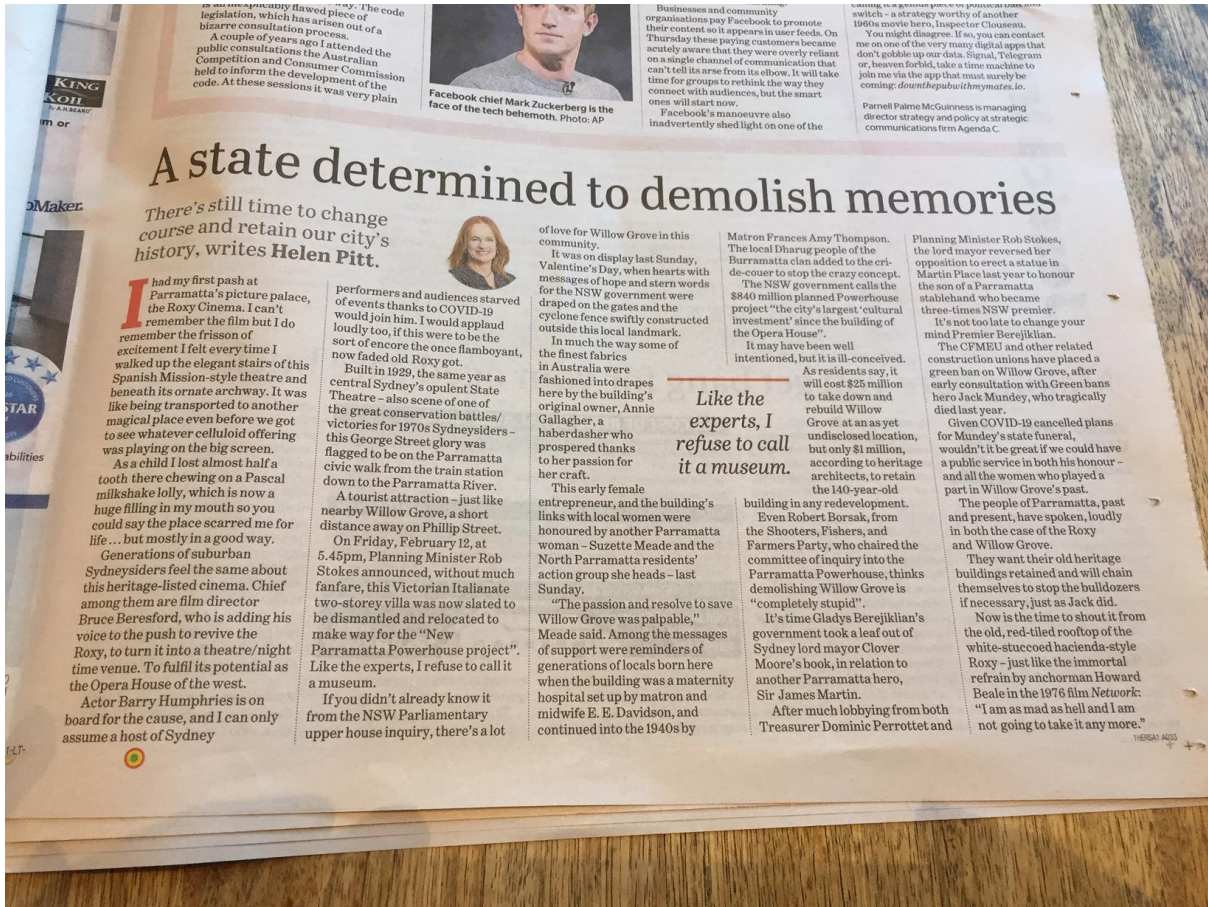 KING
KOIL
By A.H. BEARD
m or
oMaker.
STAR
abilities
1-LT-
is an inexplicably flawed piece of
legislation, which has arisen out of a
bizarre consultation process.
A couple of years ago I attended the
public consultations the Australian
Competition and Consumer Commission
held to inform the development of the
code. At these sessions it was very plain
Facebook chief Mark Zuckerberg is the
face of the tech behemoth. Photo: AP
Businesses and community
organisations pay Facebook to promote
their content so it appears in user feeds. On
Thursday these paying customers became
acutely aware that they were overly reliant
on a single channel of communication that
can't tell its arse from its elbow. It will take
time for groups to rethink the way they
connect with audiences, but the smart
ones will start now.
Facebook's manoeuvre also
inadvertently shed light on one of the
switch – a strategy worthy of another
1960s movie hero, Inspector Clouseau.
You might disagree. If so, you can contact
me on one of the very many digital apps that
don't gobble up our data. Signal, Telegram
or, heaven forbid, take a time machine to
join me via the app that must surely be
coming: downthepubwithmymates.io.
Parnell Palme McGuinness is managing
director strategy and policy at strategic
communications firm Agenda C.
A state determined to demolish memories
There's still time to change
course and retain our city's
history, writes Helen Pitt.
I had my first pash at
Parramatta's picture palace,
the Roxy Cinema. I can't
remember the film but I do
remember the frisson of
excitement I felt every time I
walked up the elegant stairs of this
Spanish Mission-style theatre and
beneath its ornate archway. It was
like being transported to another
magical place even before we got
to see whatever celluloid offering
was playing on the big screen.
As a child I lost almost half a
tooth there chewing on a Pascal
milkshake lolly, which is now a
huge filling in my mouth so you
could say the place scarred me for
life ... but mostly in a good way.
Generations of suburban
Sydneysiders feel the same about
this heritage-listed cinema. Chief
among them are film director
Bruce Beresford, who is adding his
voice to the push to revive the
Roxy, to turn it into a theatre/night
time venue. To fulfil its potential as
the Opera House of the west.
Actor Barry Humphries is on
board for the cause, and I can only
assume a host of Sydney
performers and audiences starved
of events thanks to COVID-19
would join him. I would applaud
loudly too, if this were to be the
sort of encore the once flamboyant,
now faded old Roxy got.
Built in 1929, the same year as
central Sydney's opulent State
Theatre – also scene of one of
the great conservation battles/
victories for 1970s Sydneysiders –
this George Street glory was
flagged to be on the Parramatta
civic walk from the train station
down to the Parramatta River.
A tourist attraction – just like
nearby Willow Grove, a short
distance away on Phillip Street.
On Friday, February 12, at
5.45pm, Planning Minister Rob
Stokes announced, without much
fanfare, this Victorian Italianate
two-storey villa was now slated to
be dismantled and relocated to
make way for the "New
Parramatta Powerhouse project".
Like the experts, I refuse to call it
a museum.
If you didn't already know it
from the NSW Parliamentary
upper house inquiry, there's a lot
of love for Willow Grove in this
community.
It was on display last Sunday,
Valentine's Day, when hearts with
messages of hope and stern words
for the NSW government were
draped on the gates and the
cyclone fence swiftly constructed
outside this local landmark.
In much the way some of
the finest fabrics
in Australia were
fashioned into drapes
here by the building's
original owner, Annie
Gallagher, a
haberdasher who
prospered thanks
to her passion for
her craft.
This early female
entrepreneur, and the building's
links with local women were
honoured by another Parramatta
woman – Suzette Meade and the
North Parramatta residents'
action group she heads – last
Sunday.
"The passion and resolve to save
Willow Grove was palpable,"
Meade said. Among the messages
of support were reminders of
generations of locals born here
when the building was a maternity
hospital set up by matron and
midwife E. E. Davidson, and
continued into the 1940s by
Like the
experts, I
refuse to call
it a museum.
Matron Frances Amy Thompson.
The local Dharug people of the
Burramatta clan added to the cri-
de-couer to stop the crazy concept.
The NSW government calls the
$840 million planned Powerhouse
project "the city's largest 'cultural
investment' since the building of
the Opera House".
It may have been well
intentioned, but it is ill-conceived.
As residents say, it
will cost $25 million
to take down and
rebuild Willow
Grove at an as yet
undisclosed location,
but only $1 million,
according to heritage
architects, to retain
the 140-year-old
building in any redevelopment.
Even Robert Borsak, from
the Shooters, Fishers, and
Farmers Party, who chaired the
committee of inquiry into the
Parramatta Powerhouse, thinks
demolishing Willow Grove is
"completely stupid".
It's time Gladys Berejiklian's
government took a leaf out of
Sydney lord mayor Clover
Moore's book, in relation to
another Parramatta hero,
Sir James Martin.
After much lobbying from both
Treasurer Dominic Perrottet and
Planning Minister Rob Stokes,
the lord mayor reversed her
opposition to erect a statue in
Martin Place last year to honour
the son of a Parramatta
stablehand who became
three-times NSW premier.
It's not too late to change your
mind Premier Berejiklian.
The CFMEU and other related
construction unions have placed a
green ban on Willow Grove, after
early consultation with Green bans
hero Jack Mundey, who tragically
died last year.
Given COVID-19 cancelled plans
for Mundey's state funeral,
wouldn't it be great if we could have
a public service in both his honour –
and all the women who played a
part in Willow Grove's past.
The people of Parramatta, past
and present, have spoken, loudly
in both the case of the Roxy
and Willow Grove.
They want their old heritage
buildings retained and will chain
themselves to stop the bulldozers
if necessary, just as Jack did.
Now is the time to shout it from
the old, red-tiled rooftop of the
white-stuccoed hacienda-style
Roxy – just like the immortal
refrain by anchorman Howard
Beale in the 1976 film Network:
"I am as mad as hell and I am
not going to take it any more."
1HERSA1 A033